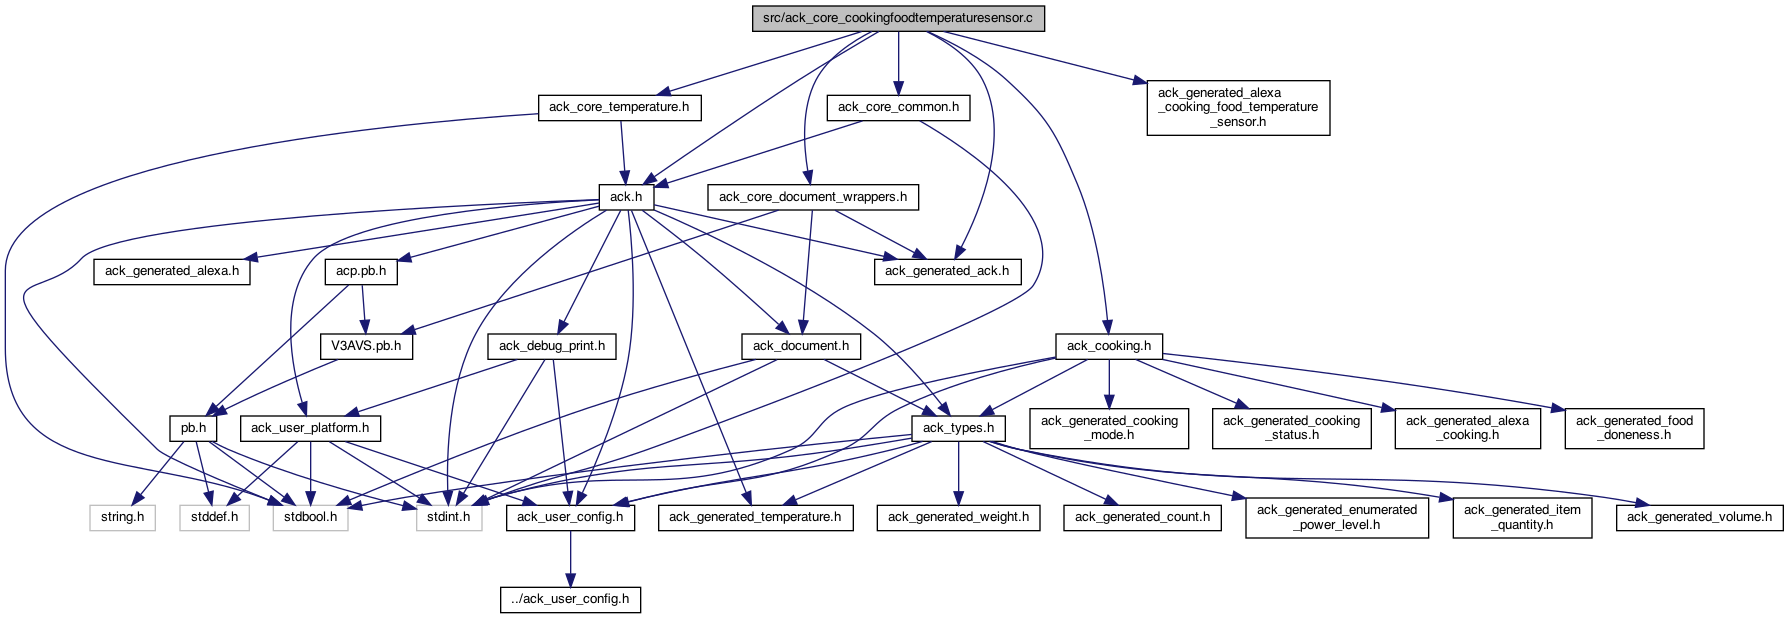 src/ack_core_cookingfoodtemperaturesensor.c
ack_core_temperature.h
ack_core_common.h
ack_generated_alexa
_cooking_food_temperature
_sensor.h
ack.h
ack_core_document_wrappers.h
ack_generated_alexa.h
acp.pb.h
ack_generated_ack.h
V3AVS.pb.h
ack_debug_print.h
ack_document.h
ack_cooking.h
pb.h
ack_user_platform.h
ack_types.h
ack_generated_cooking
_mode.h
ack_generated_cooking
_status.h
ack_generated_alexa
_cooking.h
ack_generated_food
_doneness.h
string.h
stddef.h
stdbool.h
stdint.h
ack_user_config.h
ack_generated_temperature.h
ack_generated_weight.h
ack_generated_count.h
ack_generated_enumerated
_power_level.h
ack_generated_item
_quantity.h
ack_generated_volume.h
../ack_user_config.h